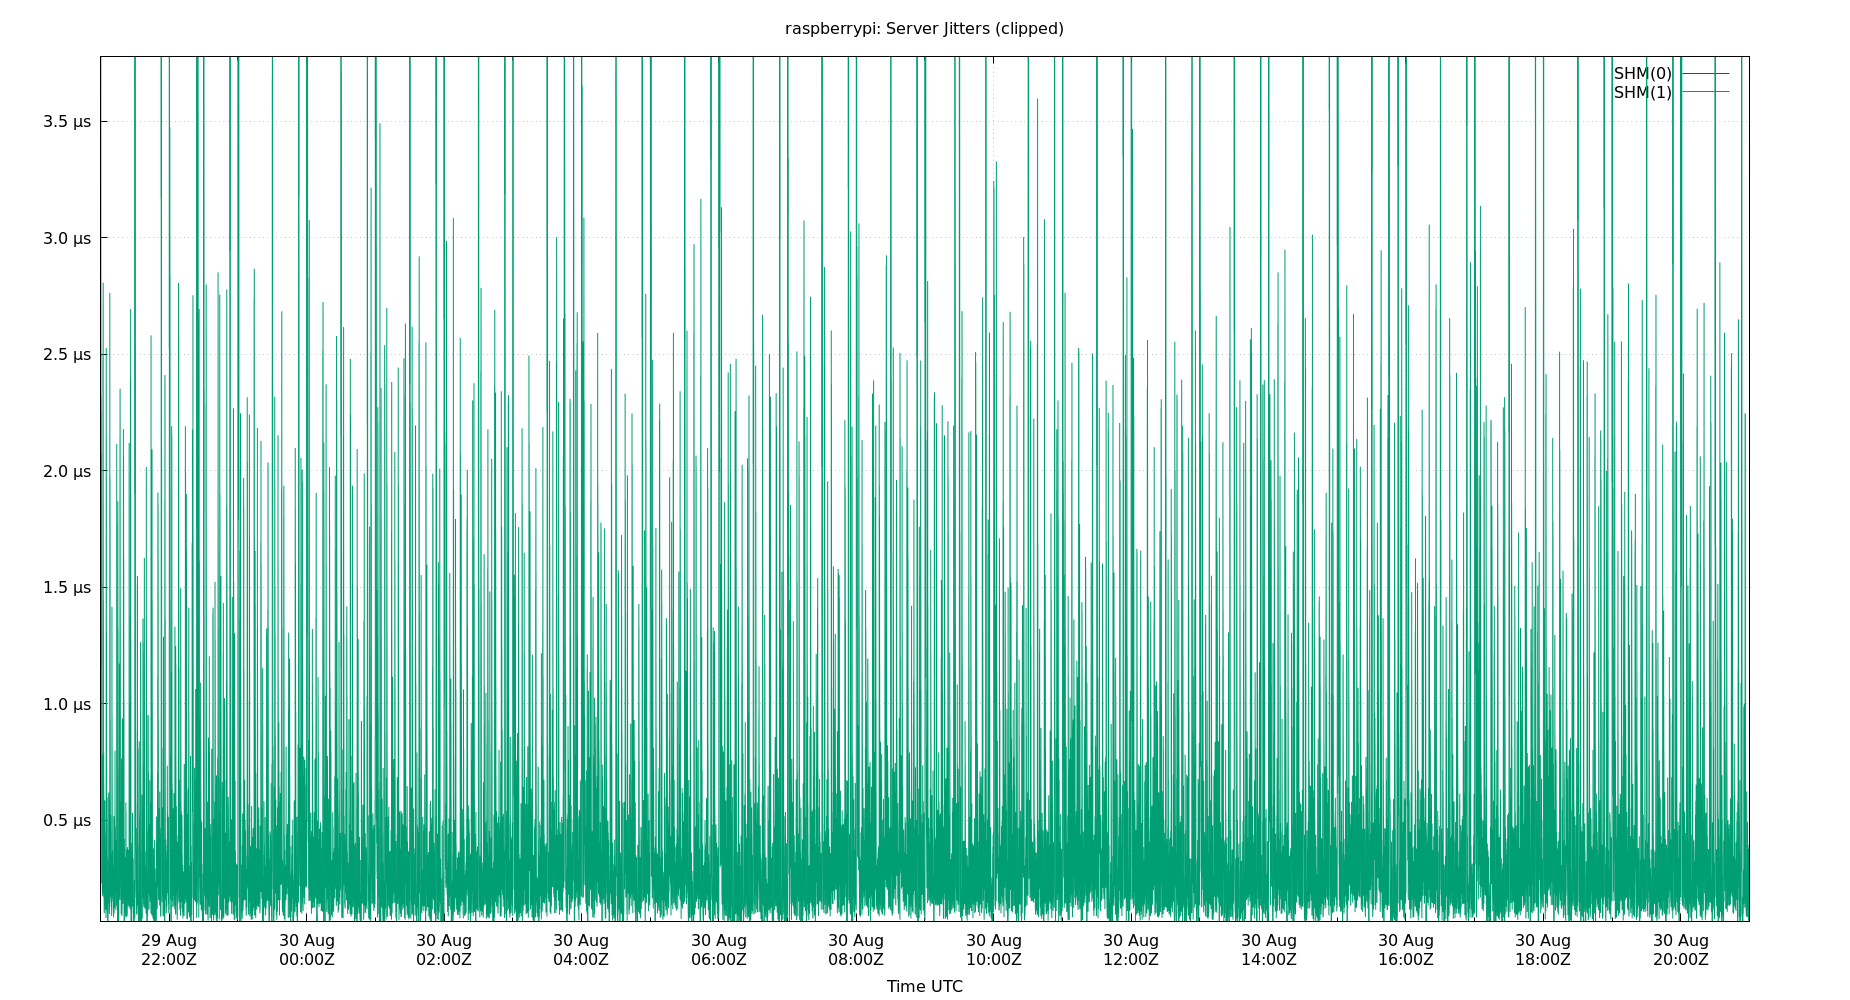 raspberrypi: Server Jitters (clipped)
SHM(0)
SHM(1)
3.5 µs
3.0 µs
2.5 µs
2.0 µs
1.5 µs
1.0 µs
0.5 µs
29 Aug 30 Aug 30 Aug 30 Aug 30 Aug 30 Aug 30 Aug 30 Aug 30 Aug 30 Aug 30 Aug 30 Aug
22:00Z 00:00Z 02:00Z 04:00Z 06:00Z 08:00Z 10:00Z 12:00Z 14:00Z 16:00Z 18:00Z 20:00Z
Time UTC